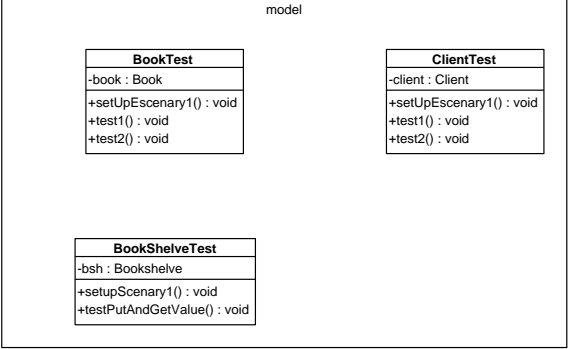 model
BookTest
-book : Book
+setUpEscenary1() : void
+test1() : void
+test2() : void
ClientTest
-client : Client
+setUpEscenary1() : void
+test1() : void
+test2() : void
BookShelveTest
-bsh : Bookshelve
+setupScenary1() : void
+testPutAndGetValue() : void